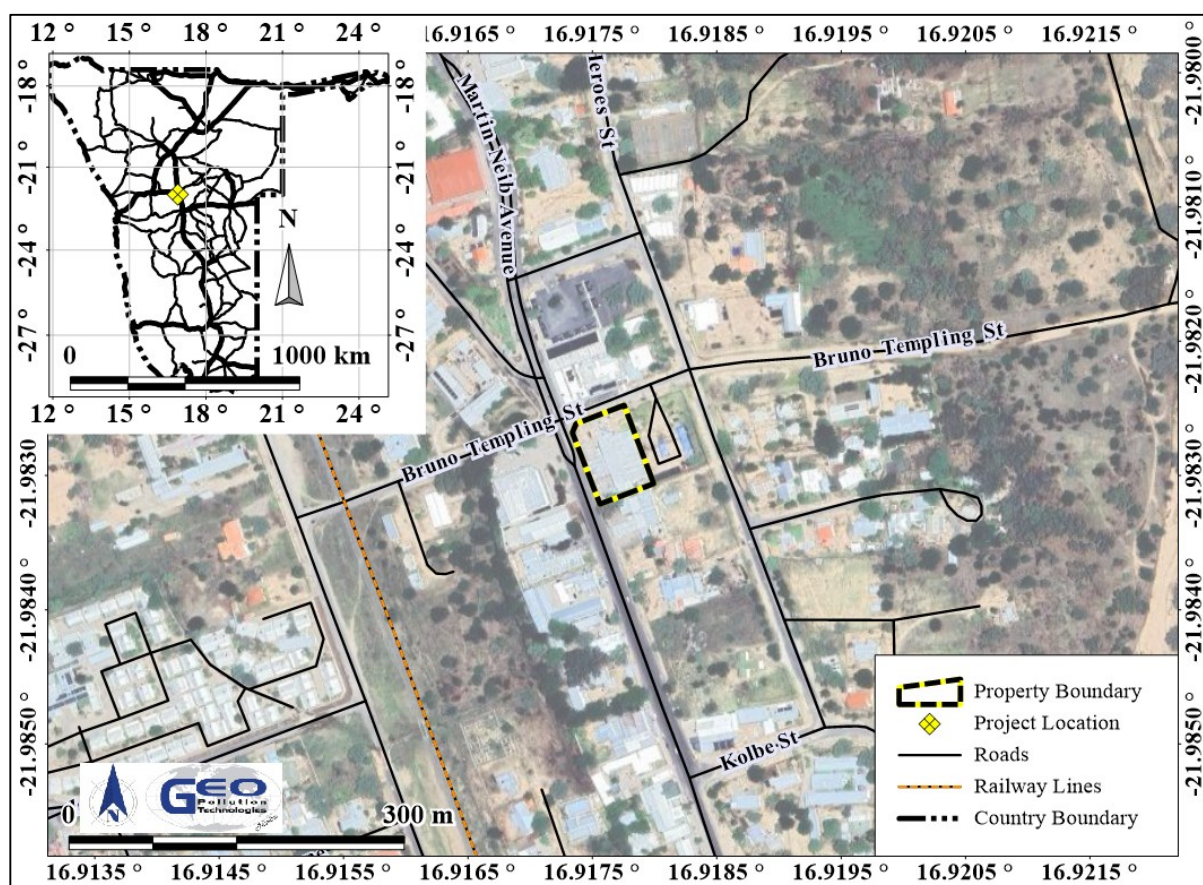 12 ° 15 ° 18 ° 21 ° 24 °
16.9165 ° 16.9175 ° 16.9185 ° 16.9195 ° 16.9205 ° 16.9215 °
-18 °
-21 °
-24 °
-27 °
-18 °
-21 °
-24 °
-27 °
N
0 1000 km
12 ° 15 ° 18 ° 21 ° 24 °
Martin Neib Avenue
Heroes St
Bruno Templing St
Bruno Templing St
Kolbe St
-21.9830
-21.9840
-21.9850
-21.9800
-21.9810
-21.9820
-21.9830
-21.9840
-21.9850
Property Boundary
Project Location
Roads
Railway Lines
Country Boundary
N
GEO
Pollution
Technologies
0 300 m
16.9135 ° 16.9145 ° 16.9155 ° 16.9165 ° 16.9175 ° 16.9185 ° 16.9195 ° 16.9205 ° 16.9215 °